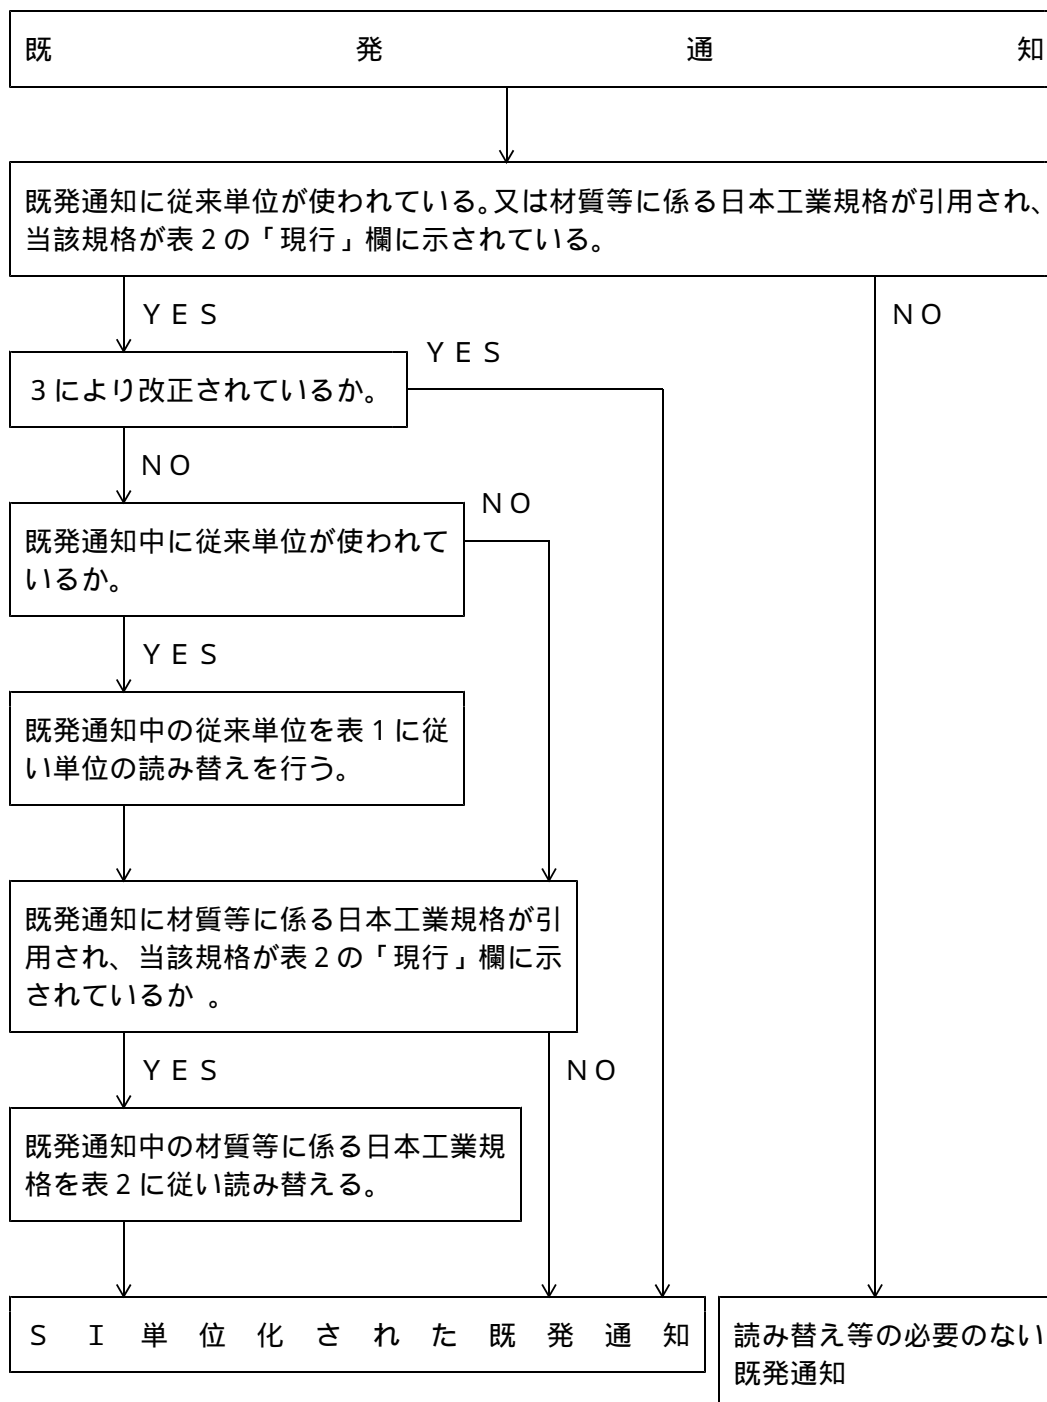 既発通知
既発通知に従来単位が使われている。又は材質等に係る日本工業規格が引用され、
当該規格が表２の「現行」欄に示されている。
ＹＥＳ
ＮＯ
３により改正されているか。
ＹＥＳ
ＮＯ
既発通知中に従来単位が使われて
いるか。
ＮＯ
ＹＥＳ
既発通知中の従来単位を表１に従
い単位の読み替えを行う。
既発通知に材質等に係る日本工業規格が引
用され、当該規格が表２の「現行」欄に示
されているか 。
ＹＥＳ
ＮＯ
既発通知中の材質等に係る日本工業規
格を表２に従い読み替える。
ＳＩ単位化された既発通知
読み替え等の必要のない
既発通知